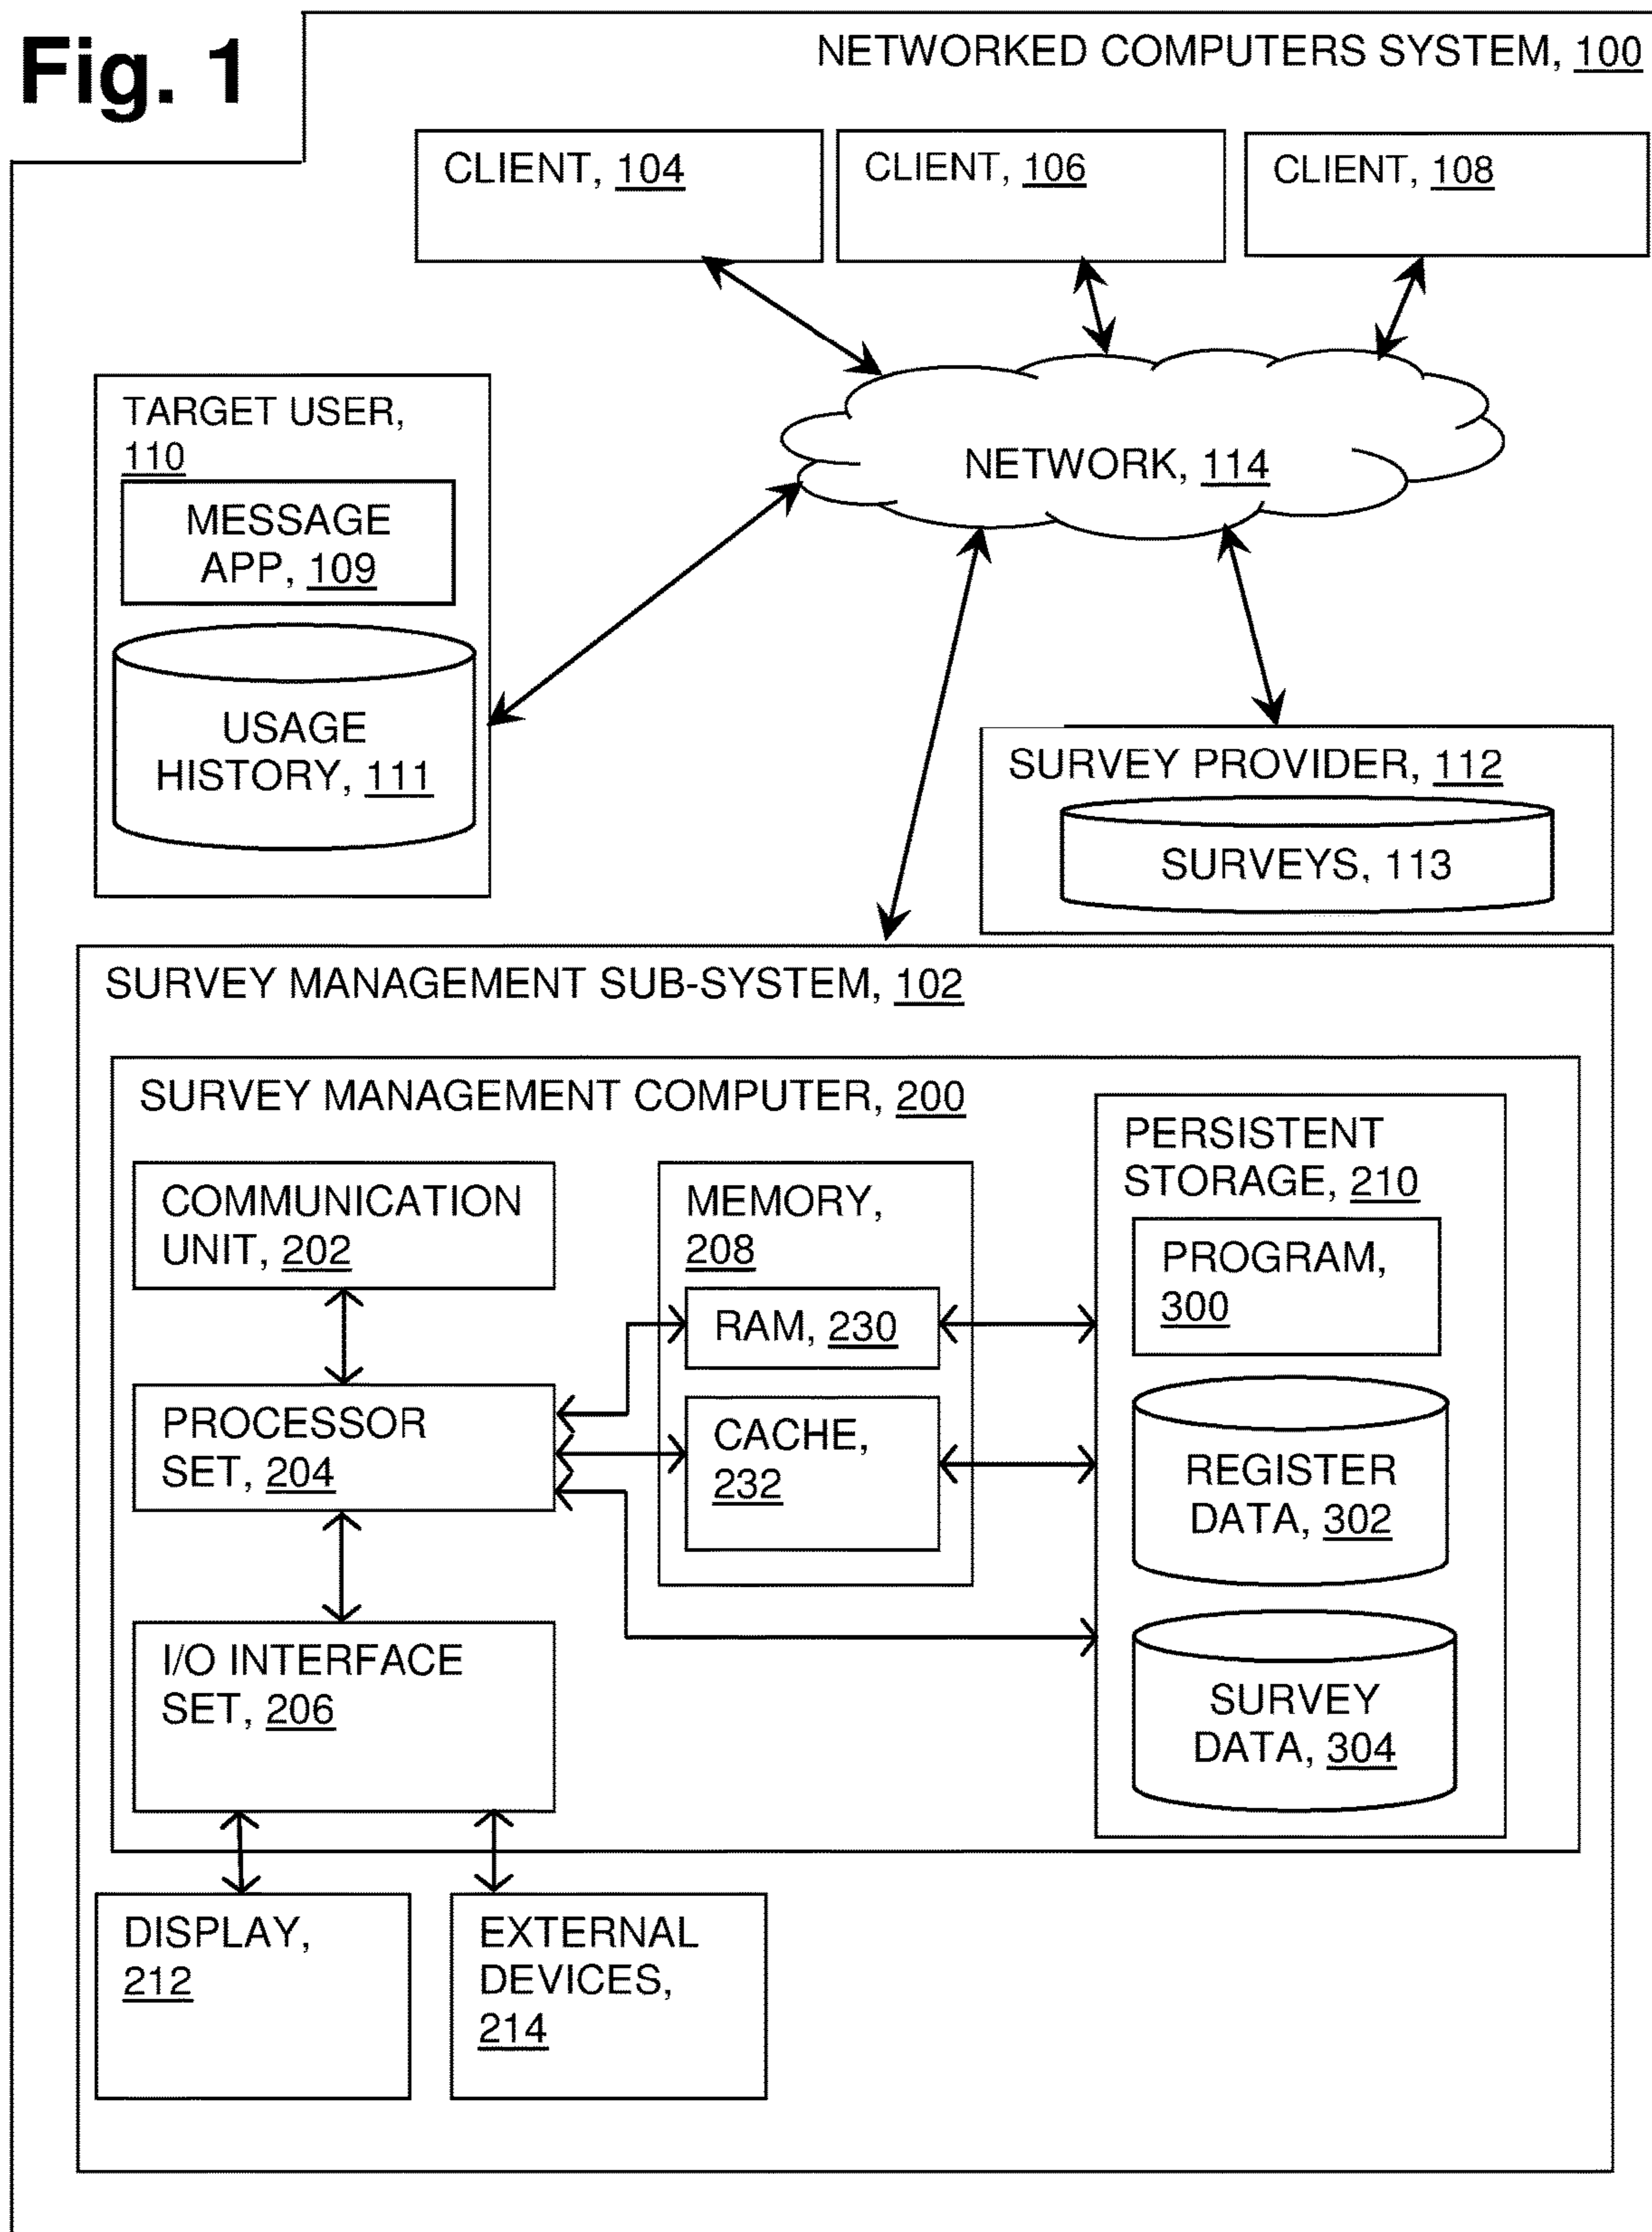 Fig. 1
NETWORKED COMPUTERS SYSTEM, 100
CLIENT, 104
CLIENT, 106
CLIENT, 108
TARGET USER,
110
MESSAGE
APP, 109
USAGE
HISTORY, 111
NETWORK, 114
SURVEY PROVIDER, 112
SURVEYS, 113
SURVEY MANAGEMENT SUB-SYSTEM, 102
SURVEY MANAGEMENT COMPUTER, 200
COMMUNICATION
UNIT, 202
PROCESSOR
SET, 204
I/O INTERFACE
SET, 206
MEMORY,
208
RAM, 230
CACHE,
232
PERSISTENT
STORAGE, 210
PROGRAM,
300
REGISTER
DATA, 302
SURVEY
DATA, 304
DISPLAY,
212
EXTERNAL
DEVICES,
214